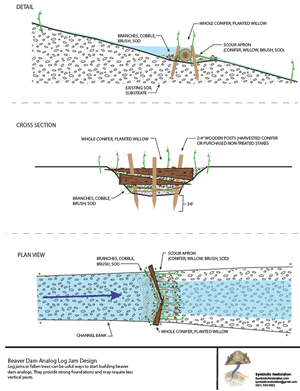 DETAIL
WHOLE CONIFER, PLANTED WILLOW
BRANCHES, COBBLE,
BRUSH, SOD
SCOUR APRON
(CONIFER, WILLOW, BRUSH, SOD)
EXISTING SOIL
SUBSTRATE
CROSS SECTION
WHOLE CONIFER, PLANTED WILLOW
2-4" WOODEN POSTS (HARVESTED CONIFER
OR PURCHASED NON-TREATED STAKES
BRANCHES, COBBLE,
BRUSH, SOD
PLAN VIEW
BRANCHES, COBBLE,
BRUSH, SOD
SCOUR APRON
(CONIFER, WILLOW, BRUSH, SOD)
CHANNEL BANK
WHOLE CONIFER, PLANTED WILLOW
Beaver Dam Analog Log Jam Design
Log jams or fallen trees can be useful ways to start building beaver
dam analogs. They provide strong foundations and may require less
vertical posts.
Symbiotic Restoration